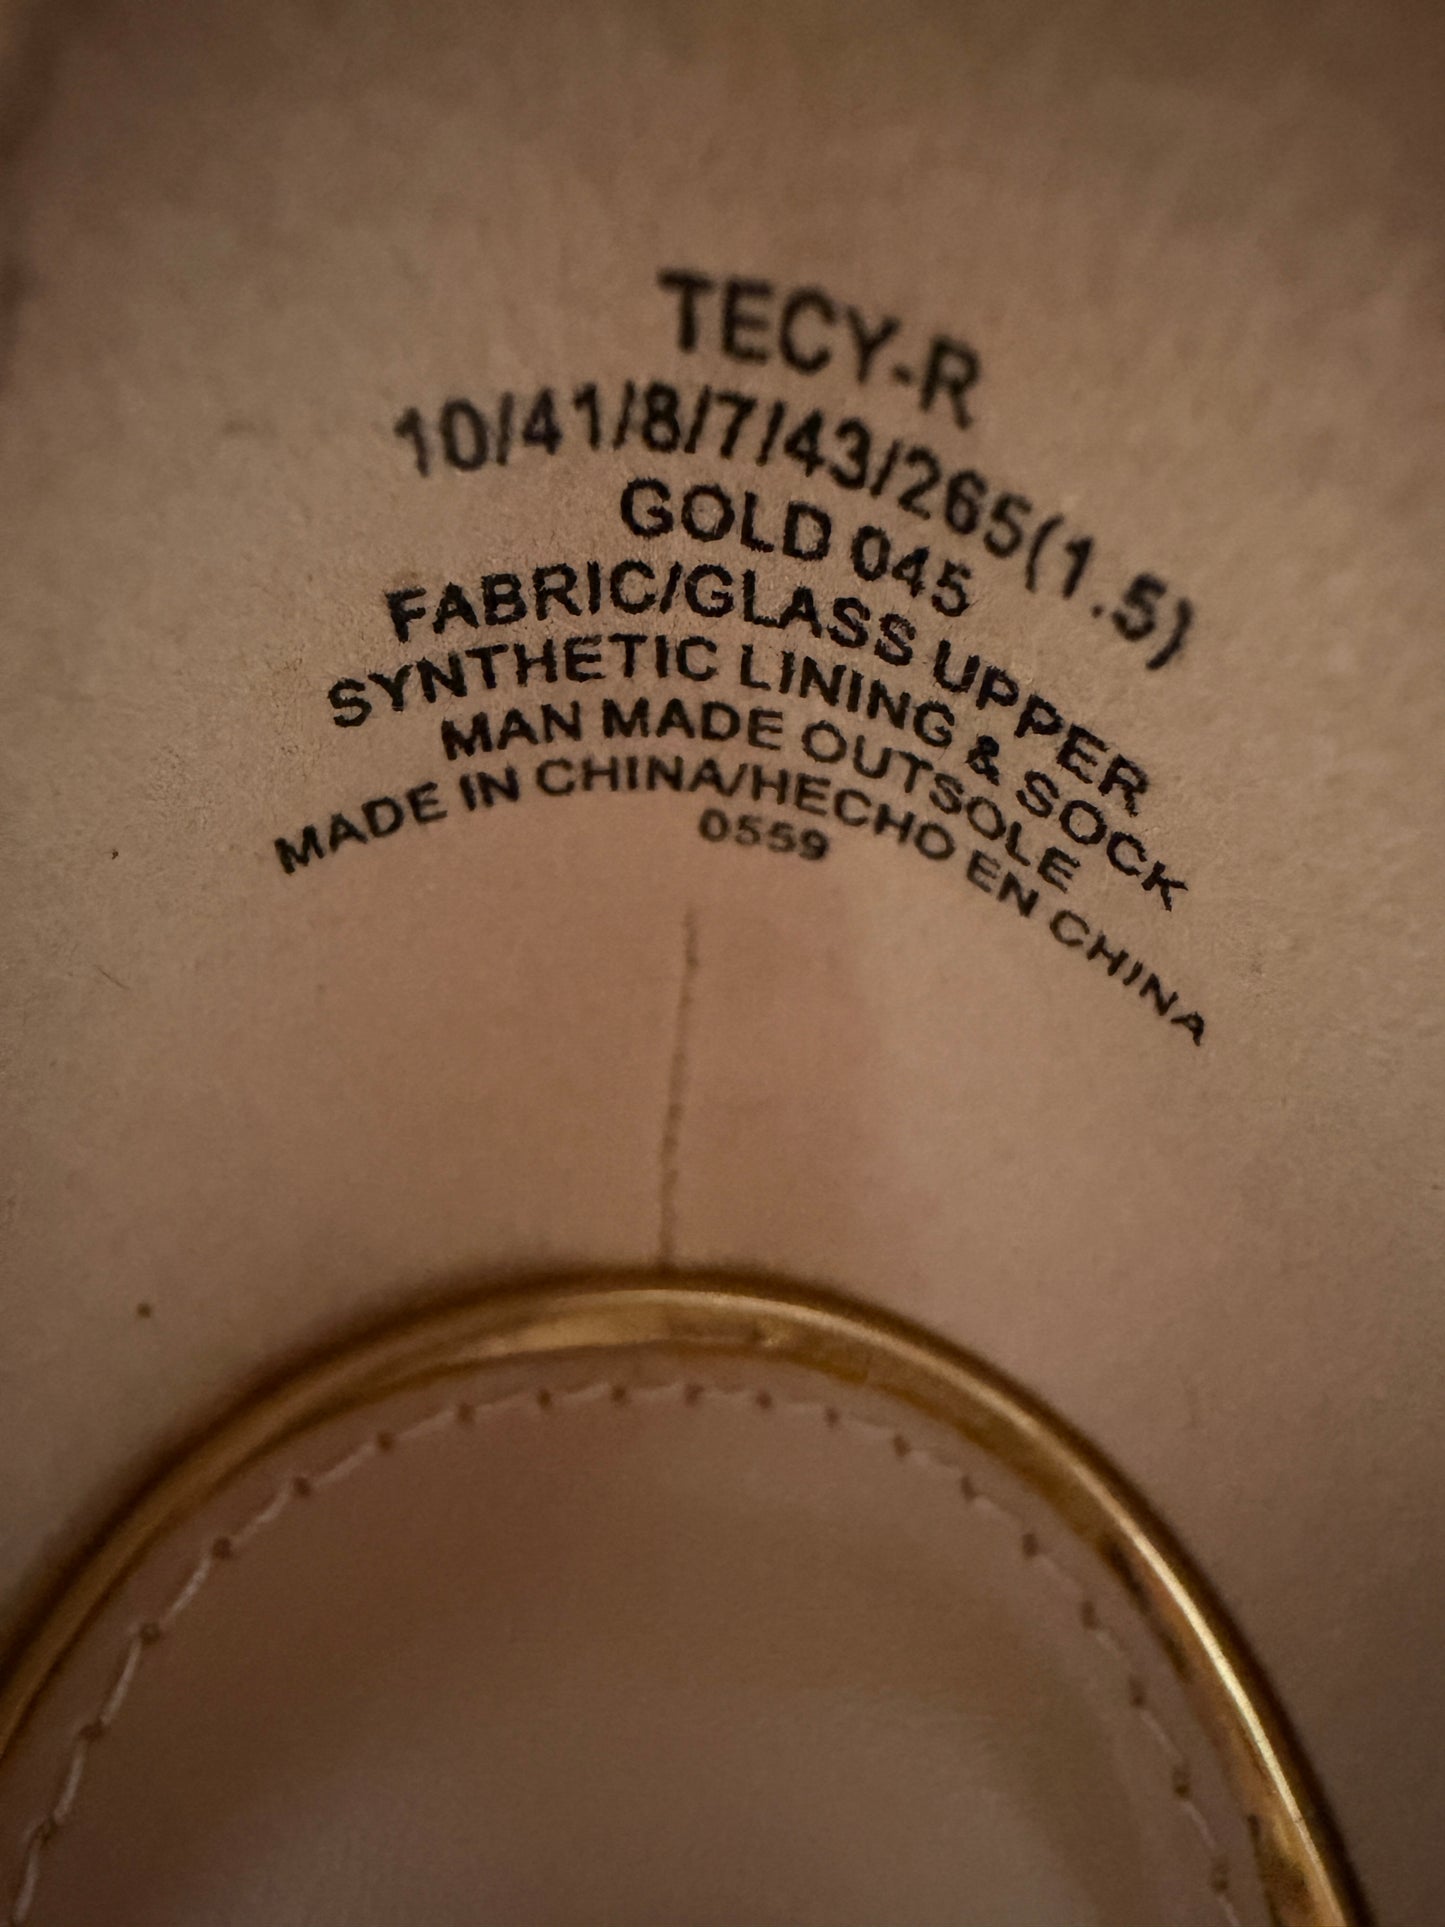 TECY-R
10/41/8/7/43/265(1.5)
GOLD 045
FABRIC/GLASS UPPER
SYNTHETIC LINING & SOCK
MAN MADE OUTSOLE
MADE IN CHINA/HECHO EN CHINA
0559